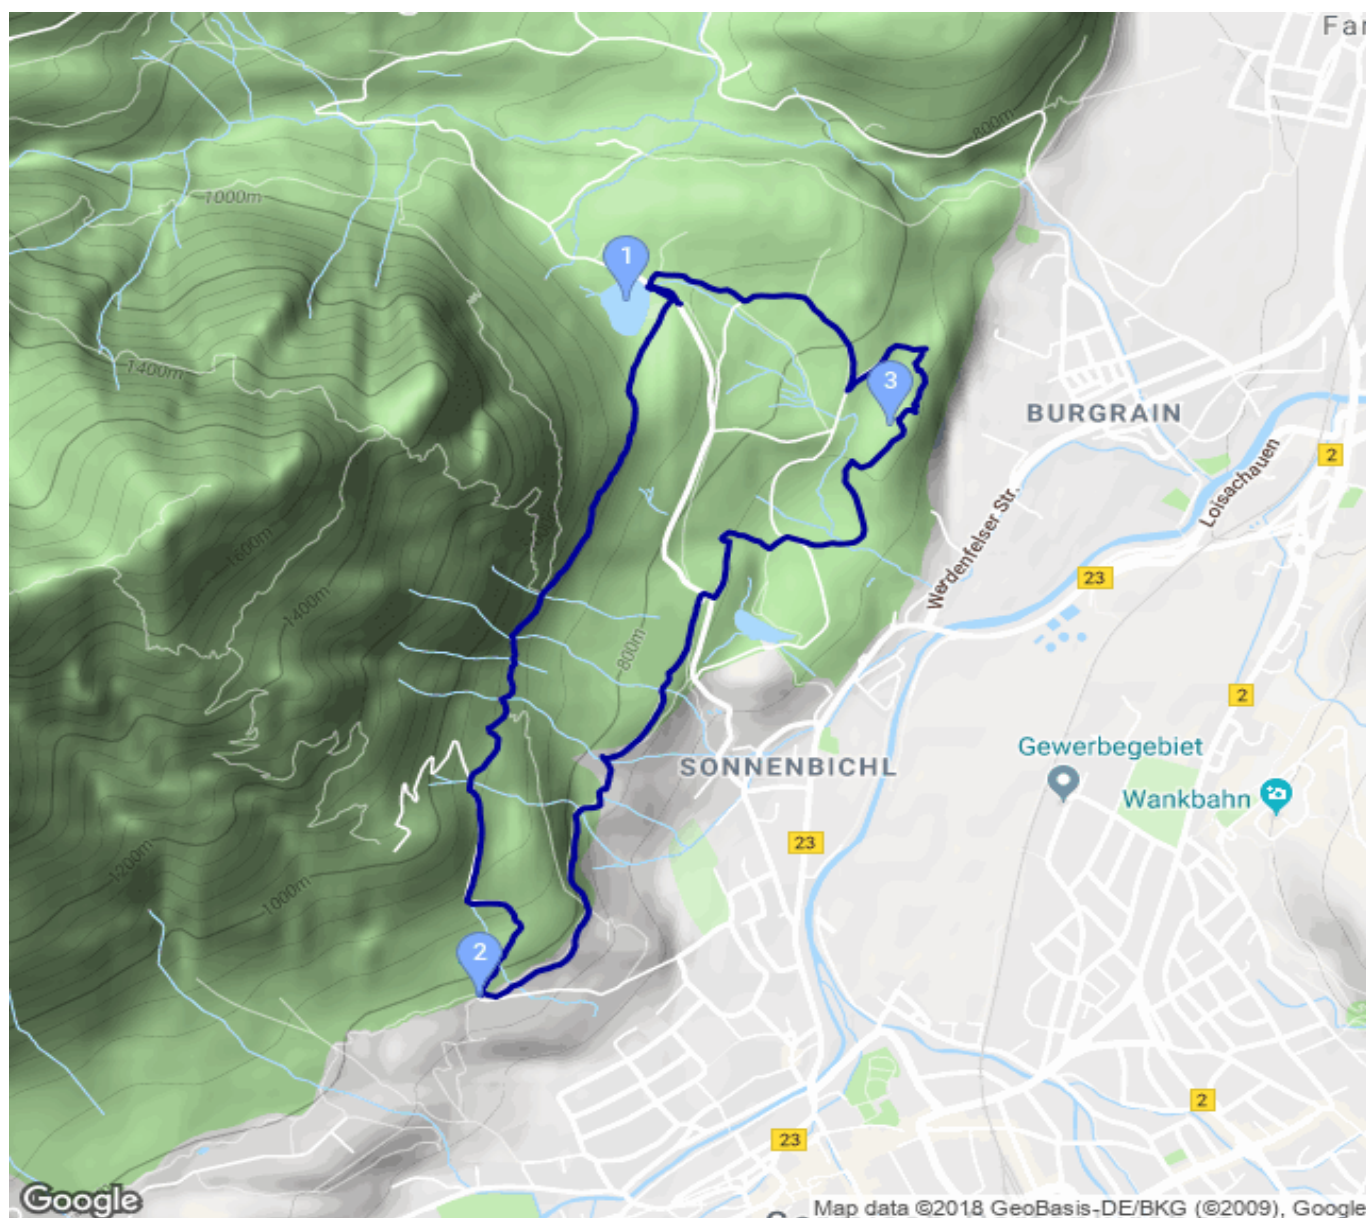 Far
800m
1000m
1
1400m
3
BURGRAIN
2
Loisachauen
Werdenfelser Str.
1600m
23
1400m
800m
2
Gewerbegebiet
SONNENBICHL
Wankbahn
23
1200m
1000m
2
2
23
Google
Map data ©2018 GeoBasis-DE/BKG (©2009), Google